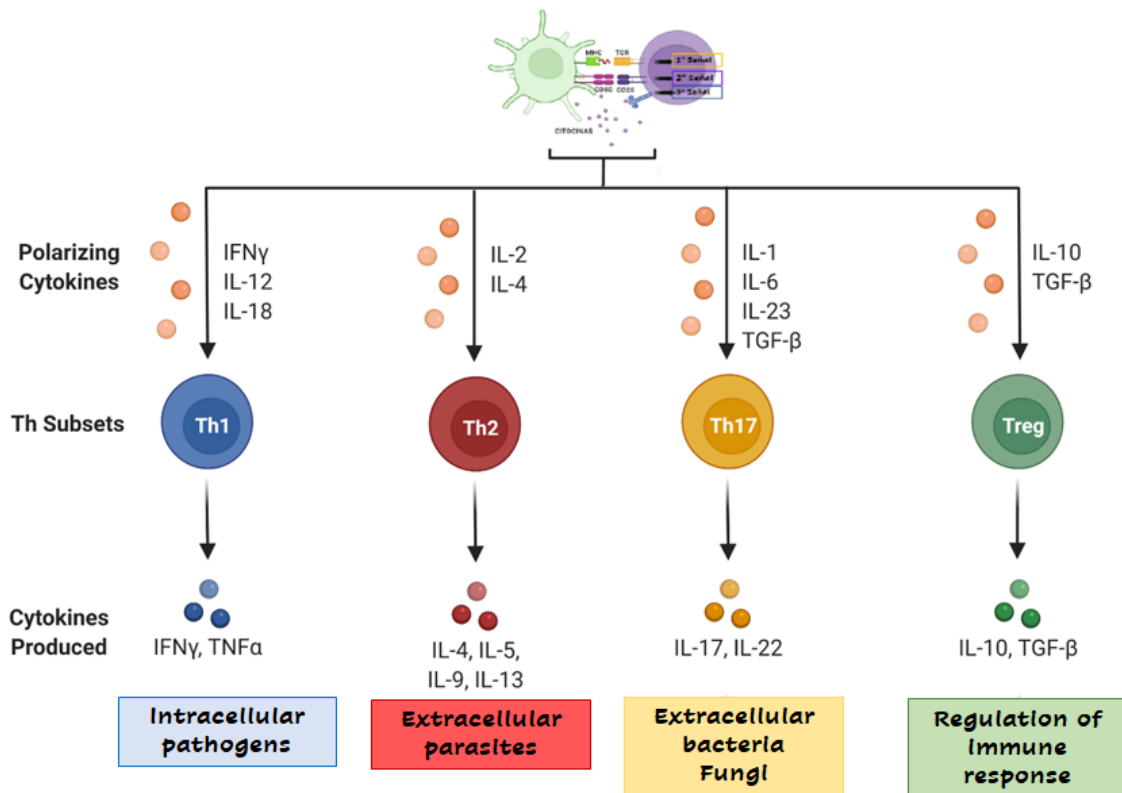 MHC TCR
1° Señal
2° Señal
3° Señal
CD80 CD28
CITOCINAS
Polarizing
Cytokines
IFNγ
IL-12
IL-18
IL-2
IL-4
IL-1
IL-6
IL-23
TGF-β
IL-10
TGF-β
Th Subsets
Th1
Th2
Th17
Treg
Cytokines
Produced
IFNγ, TNFα
IL-4, IL-5,
IL-9, IL-13
IL-17, IL-22
IL-10, TGF-β
Intracellular
pathogens
Extracellular
parasites
Extracellular
bacteria
Fungi
Regulation of
immune
response